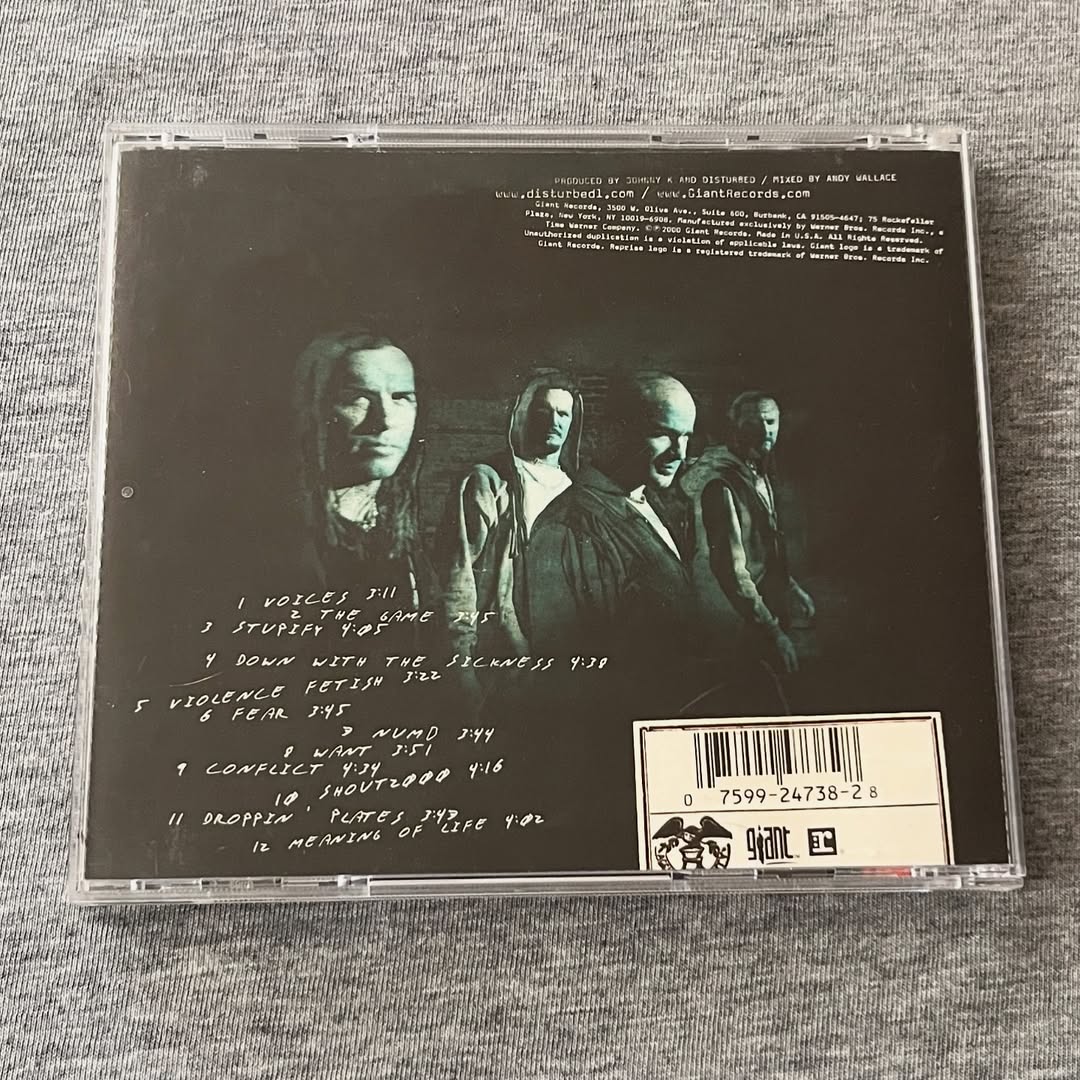 PRODUCED BY JOHNNY K AND DISTURBED / MIXED BY ANDY WALLACE
www.disturbed1.com / www.GiantRecords.com
Giant Records, 3500 W. Olive Ave., Suite 600, Burbank, CA 91505-4647; 75 Rockefeller
Plaza, New York, NY 10019-6908. Manufactured exclusively by Warner Bros. Records Inc., a
Time Warner Company. ©℗2000 Giant Records. Made in U.S.A. All Rights Reserved.
Unauthorized duplication is a violation of applicable laws. Giant logo is a trademark of
Giant Records. Reprise logo is a registered trademark of Warner Bros. Records Inc.
1 VOICES 3:11
2 THE GAME 3:45
3 STUPIFY 4:05
4 DOWN WITH THE SICKNESS 4:38
5 VIOLENCE FETISH 3:22
6 FEAR 3:45
7 NUMB 3:44
8 WANT 3:51
9 CONFLICT 4:34
10 SHOUT2000 4:16
11 DROPPIN' PLATES 3:48
12 MEANING OF LIFE 4:02
0 7599-24738-2 8
giant